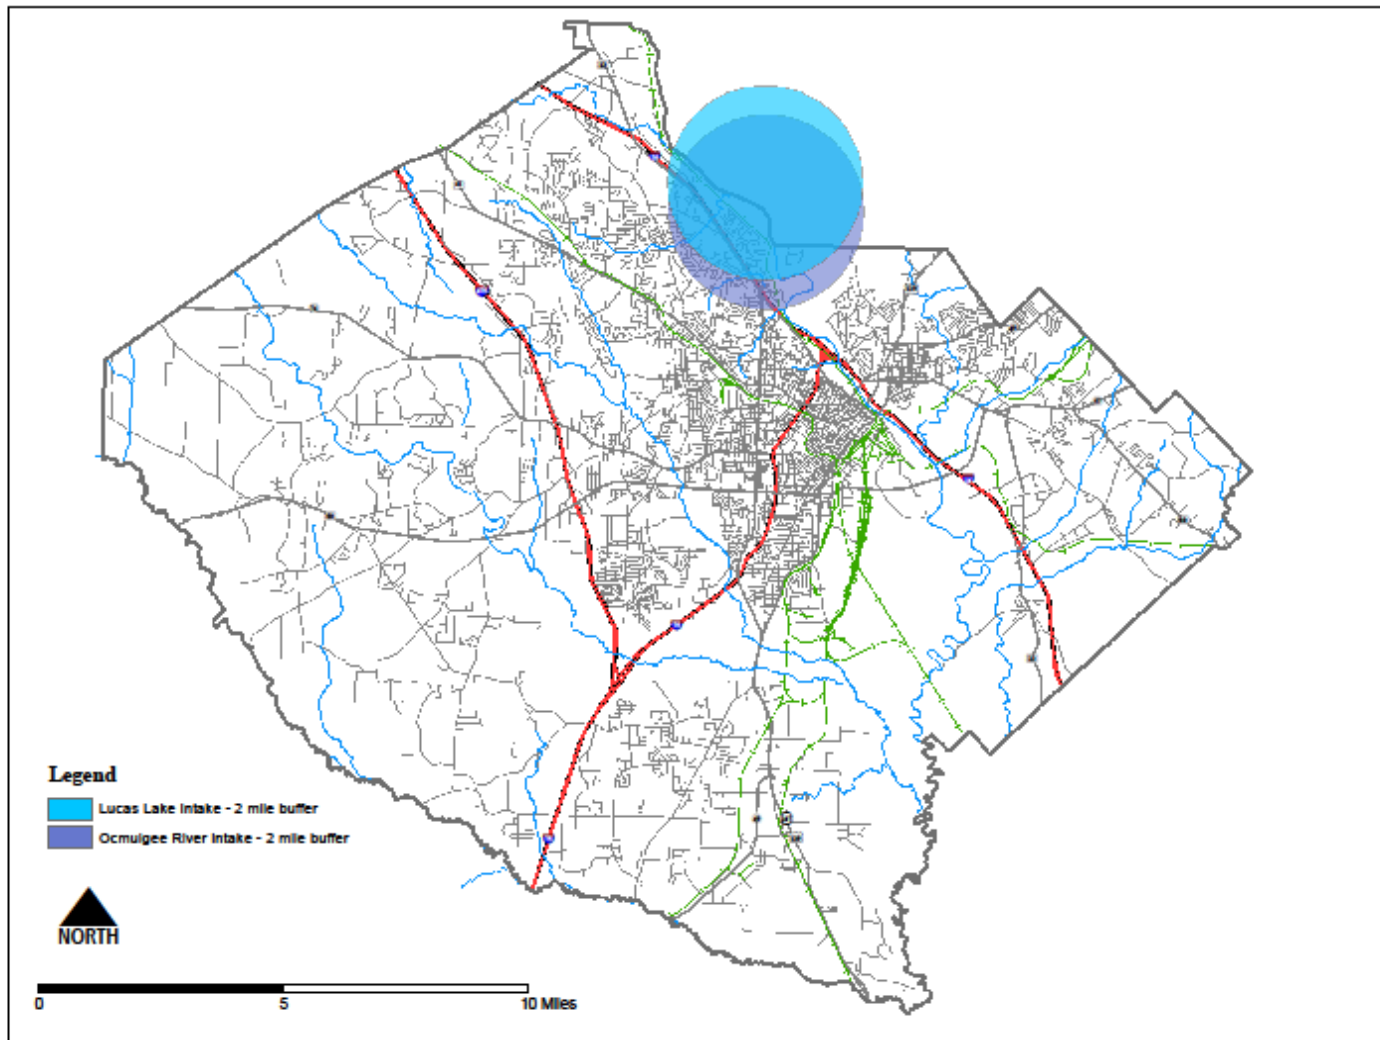 Legend
Lucas Lake Intake - 2 mile buffer
Ocmulgee River Intake - 2 mile buffer
NORTH
0 5 10 Miles